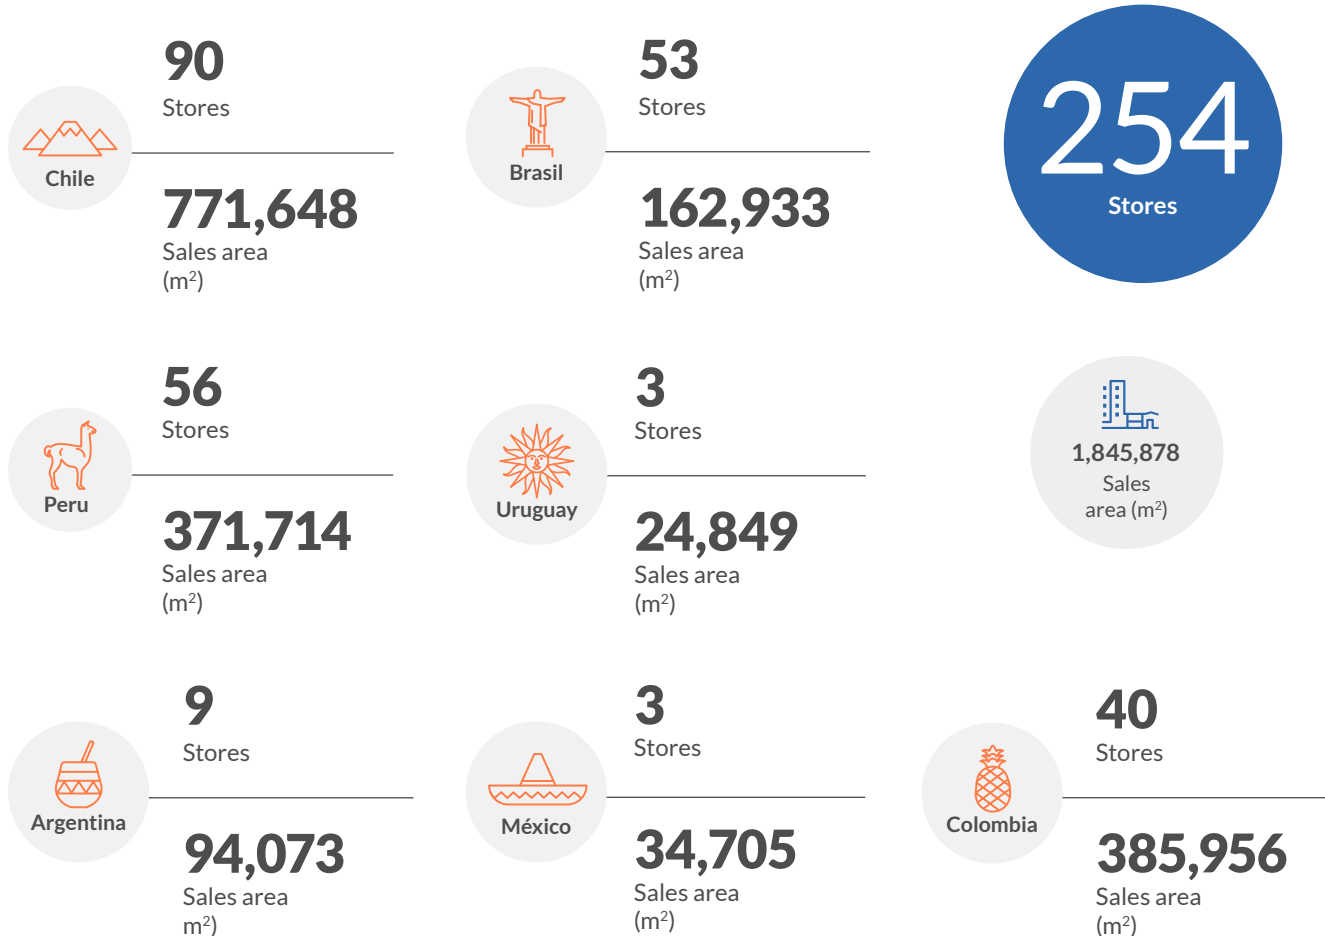 90
Stores
Chile
771,648
Sales area
(m²)
53
Stores
Brasil
162,933
Sales area
(m²)
254
Stores
56
Stores
Peru
371,714
Sales area
(m²)
3
Stores
Uruguay
24,849
Sales area
(m²)
1,845,878
Sales
area (m²)
9
Stores
Argentina
94,073
Sales area
m²)
3
Stores
México
34,705
Sales area
(m²)
40
Stores
Colombia
385,956
Sales area
(m²)